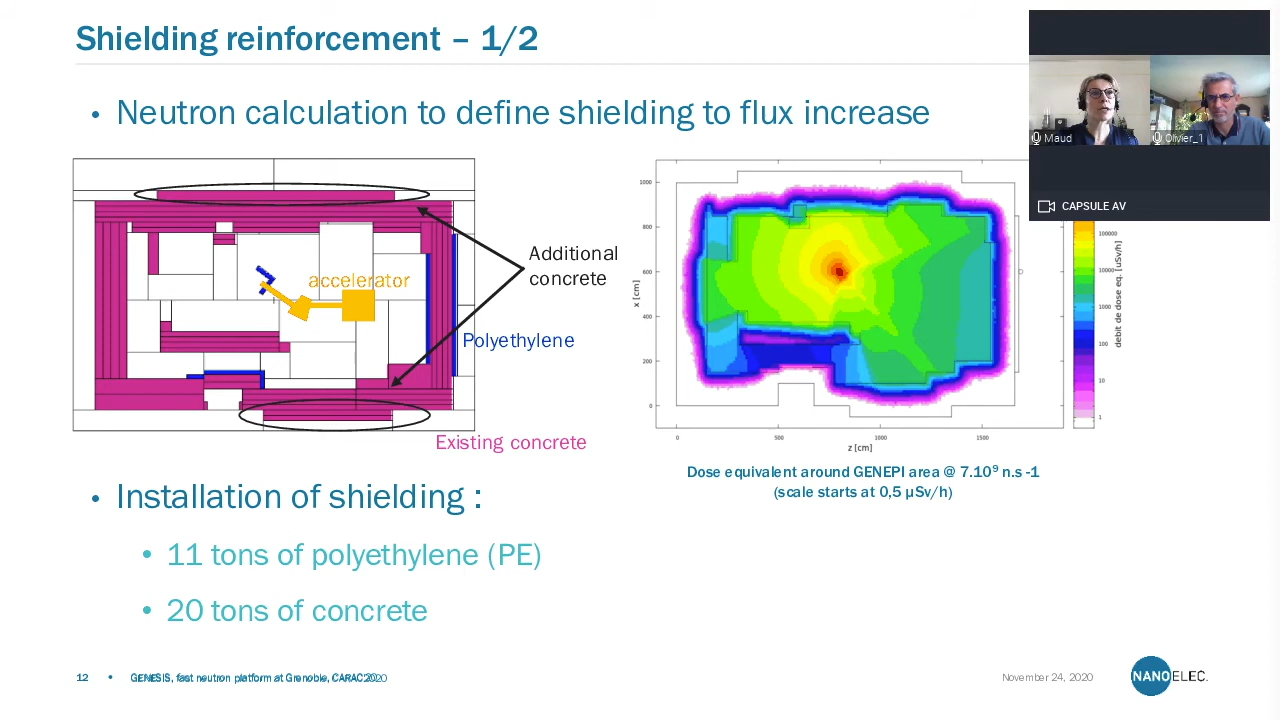 Shielding reinforcement – 1/2
• Neutron calculation to define shielding to flux increase
Maud
Olivier_1
CAPSULE AV
accelerator
Additional
concrete
Polyethylene
Existing concrete
1000
800
600
400
200
0
x [cm]
0
500
1000
1500
z [cm]
100000
10000
1000
100
10
1
debit de dose eq. [uSv/h]
Dose equivalent around GENEPI area @ 7.10⁹ n.s -1
(scale starts at 0,5 µSv/h)
• Installation of shielding :
• 11 tons of polyethylene (PE)
• 20 tons of concrete
12 • GENESIS, fast neutron platform at Grenoble, CARAC 2020
November 24, 2020
NANOELEC.